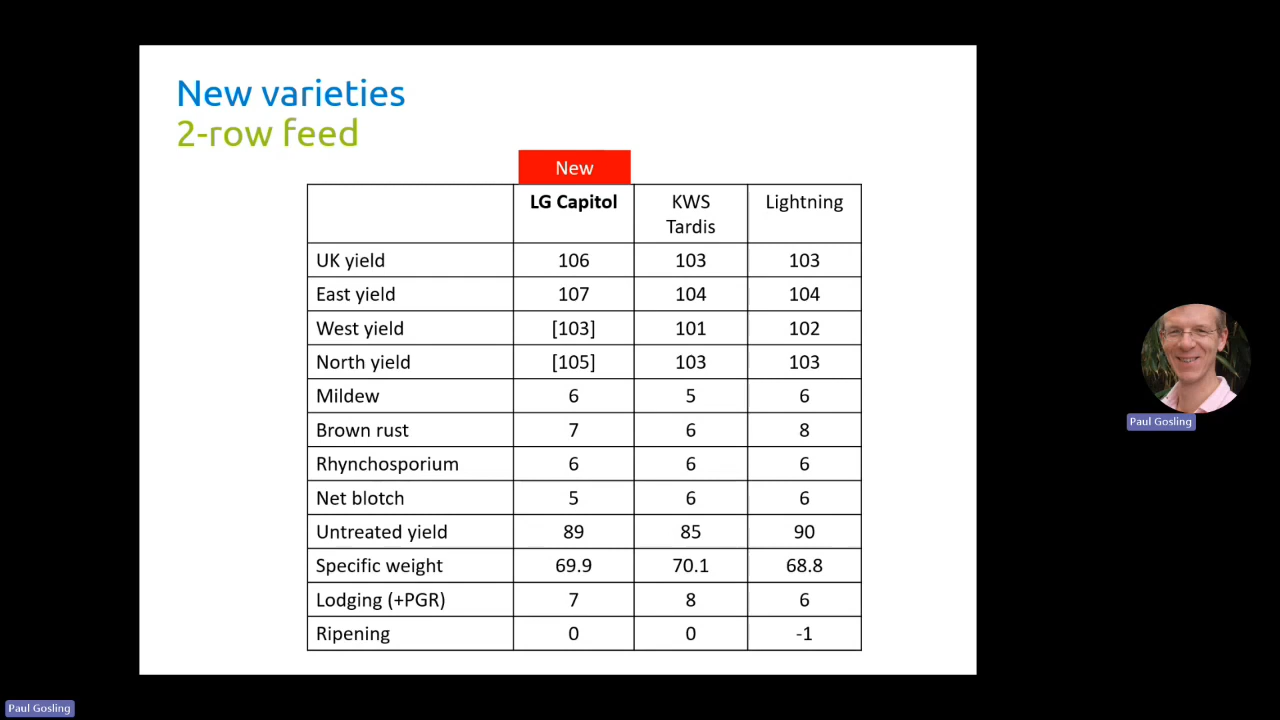 New varieties
2-row feed
New
LG Capitol KWS Tardis Lightning
UK yield 106 103 103
East yield 107 104 104
West yield [103] 101 102
North yield [105] 103 103
Mildew 6 5 6
Brown rust 7 6 8
Rhynchosporium 6 6 6
Net blotch 5 6 6
Untreated yield 89 85 90
Specific weight 69.9 70.1 68.8
Lodging (+PGR) 7 8 6
Ripening 0 0 -1
Paul Gosling
Paul Gosling